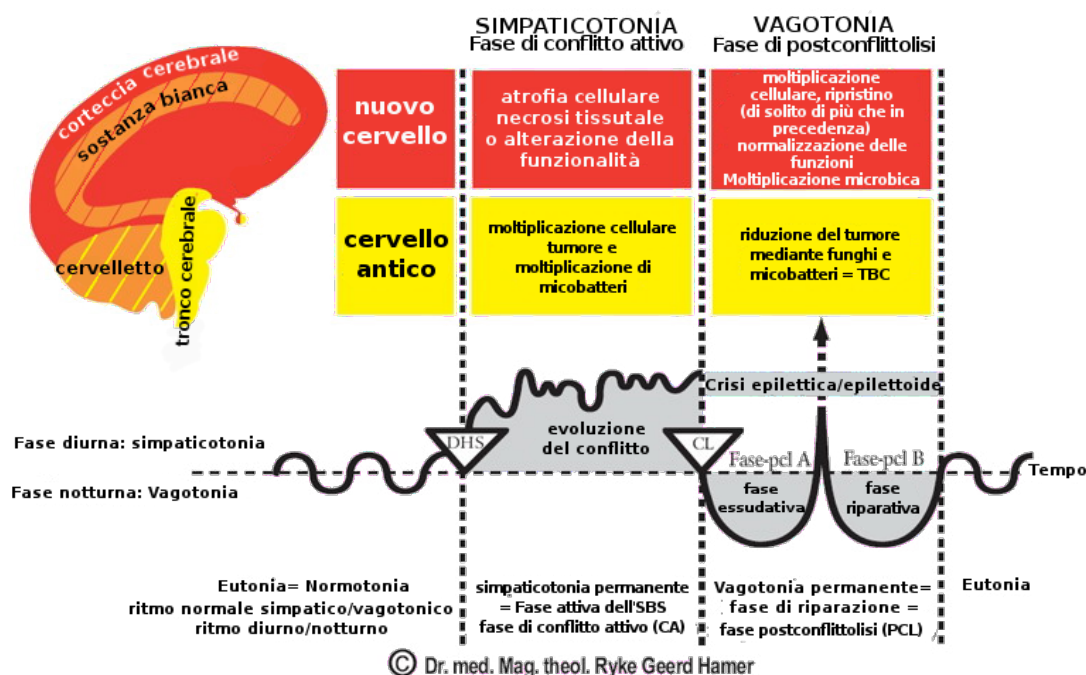 SIMPATICOTONIA
Fase di conflitto attivo
VAGOTONIA
Fase di postconflittolisi
corteccia cerebrale
sostanza bianca
cervelletto
tronco cerebrale
nuovo
cervello
atrofia cellulare
necrosi tissutale
o alterazione della
funzionalità
moltiplicazione
cellulare, ripristino
(di solito di più che in
precedenza)
normalizzazione delle
funzioni
Moltiplicazione microbica
cervello
antico
moltiplicazione cellulare
tumore e
moltiplicazione di
micobatteri
riduzione del tumore
mediante funghi e
micobatteri = TBC
Crisi epilettica/epilettoide
Fase diurna: simpaticotonia
DHS
evoluzione
del conflitto
CL
Fase-pcl A
Fase-pcl B
Tempo
Fase notturna: Vagotonia
fase
essudativa
fase
riparativa
Eutonía= Normotonia
ritmo normale simpatico/vagotonico
ritmo diurno/notturno
simpaticotonia permanente
= Fase attiva dell'SBS
fase di conflitto attivo (CA)
Vagotonia permanente=
fase di riparazione =
fase postconflittolisi (PCL)
Eutonia
© Dr. med. Mag. theol. Ryke Geerd Hamer